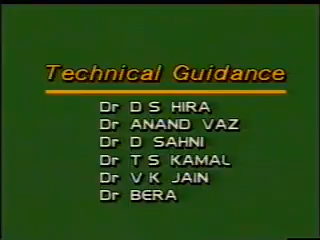 Technical Guidance
Dr D S HIRA
Dr ANAND VAZ
Dr D SAHNI
Dr T S KAMAL
Dr V K JAIN
Dr BERA